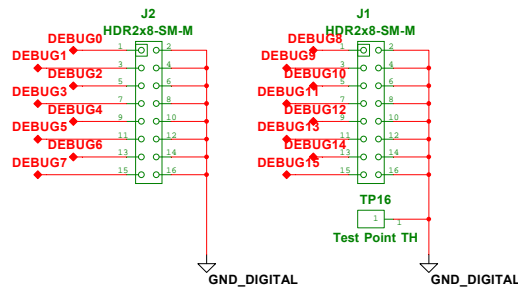 J2
HDR2x8-SM-M
DEBUG0
1 2
DEBUG1
3 4
DEBUG2
5 6
DEBUG3
7 8
DEBUG4
9 10
DEBUG5
11 12
DEBUG6
13 14
DEBUG7
15 16
GND_DIGITAL
J1
HDR2x8-SM-M
DEBUG8
1 2
DEBUG9
3 4
DEBUG10
5 6
DEBUG11
7 8
DEBUG12
9 10
DEBUG13
11 12
DEBUG14
13 14
DEBUG15
15 16
TP16
1 1
Test Point TH
GND_DIGITAL